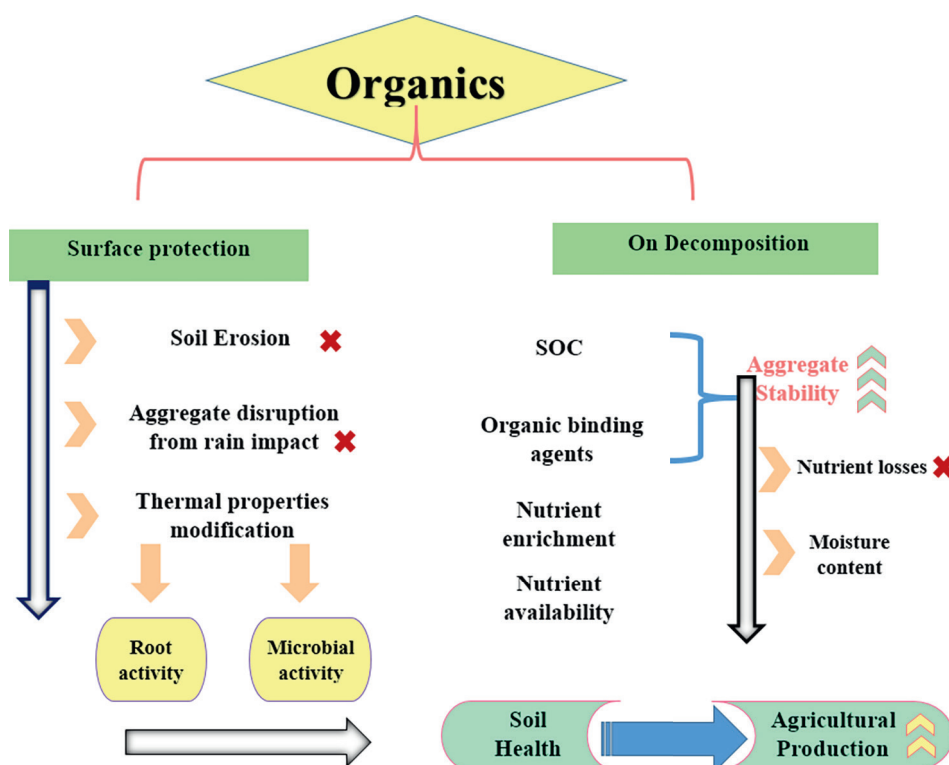 Organics
Surface protection
Soil Erosion
Aggregate disruption
from rain impact
Thermal properties
modification
Root
activity
Microbial
activity
On Decomposition
SOC
Organic binding
agents
Nutrient
enrichment
Nutrient
availability
Aggregate
Stability
Nutrient losses
Moisture
content
Soil
Health
Agricultural
Production